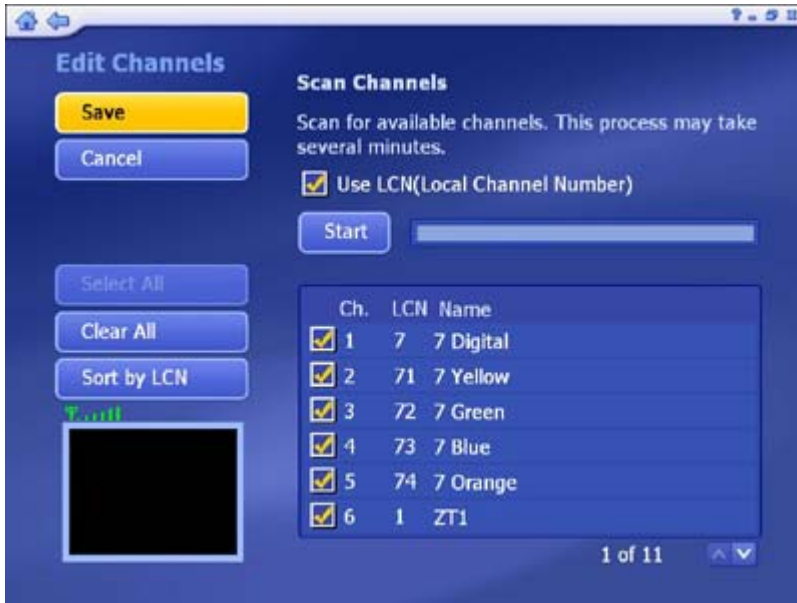 Edit Channels
Save
Cancel
Select All
Clear All
Sort by LCN
Scan Channels
Scan for available channels. This process may take
several minutes.
Use LCN(Local Channel Number)
Start
Ch. LCN Name
1 7 7 Digital
2 71 7 Yellow
3 72 7 Green
4 73 7 Blue
5 74 7 Orange
6 1 ZT1
1 of 11